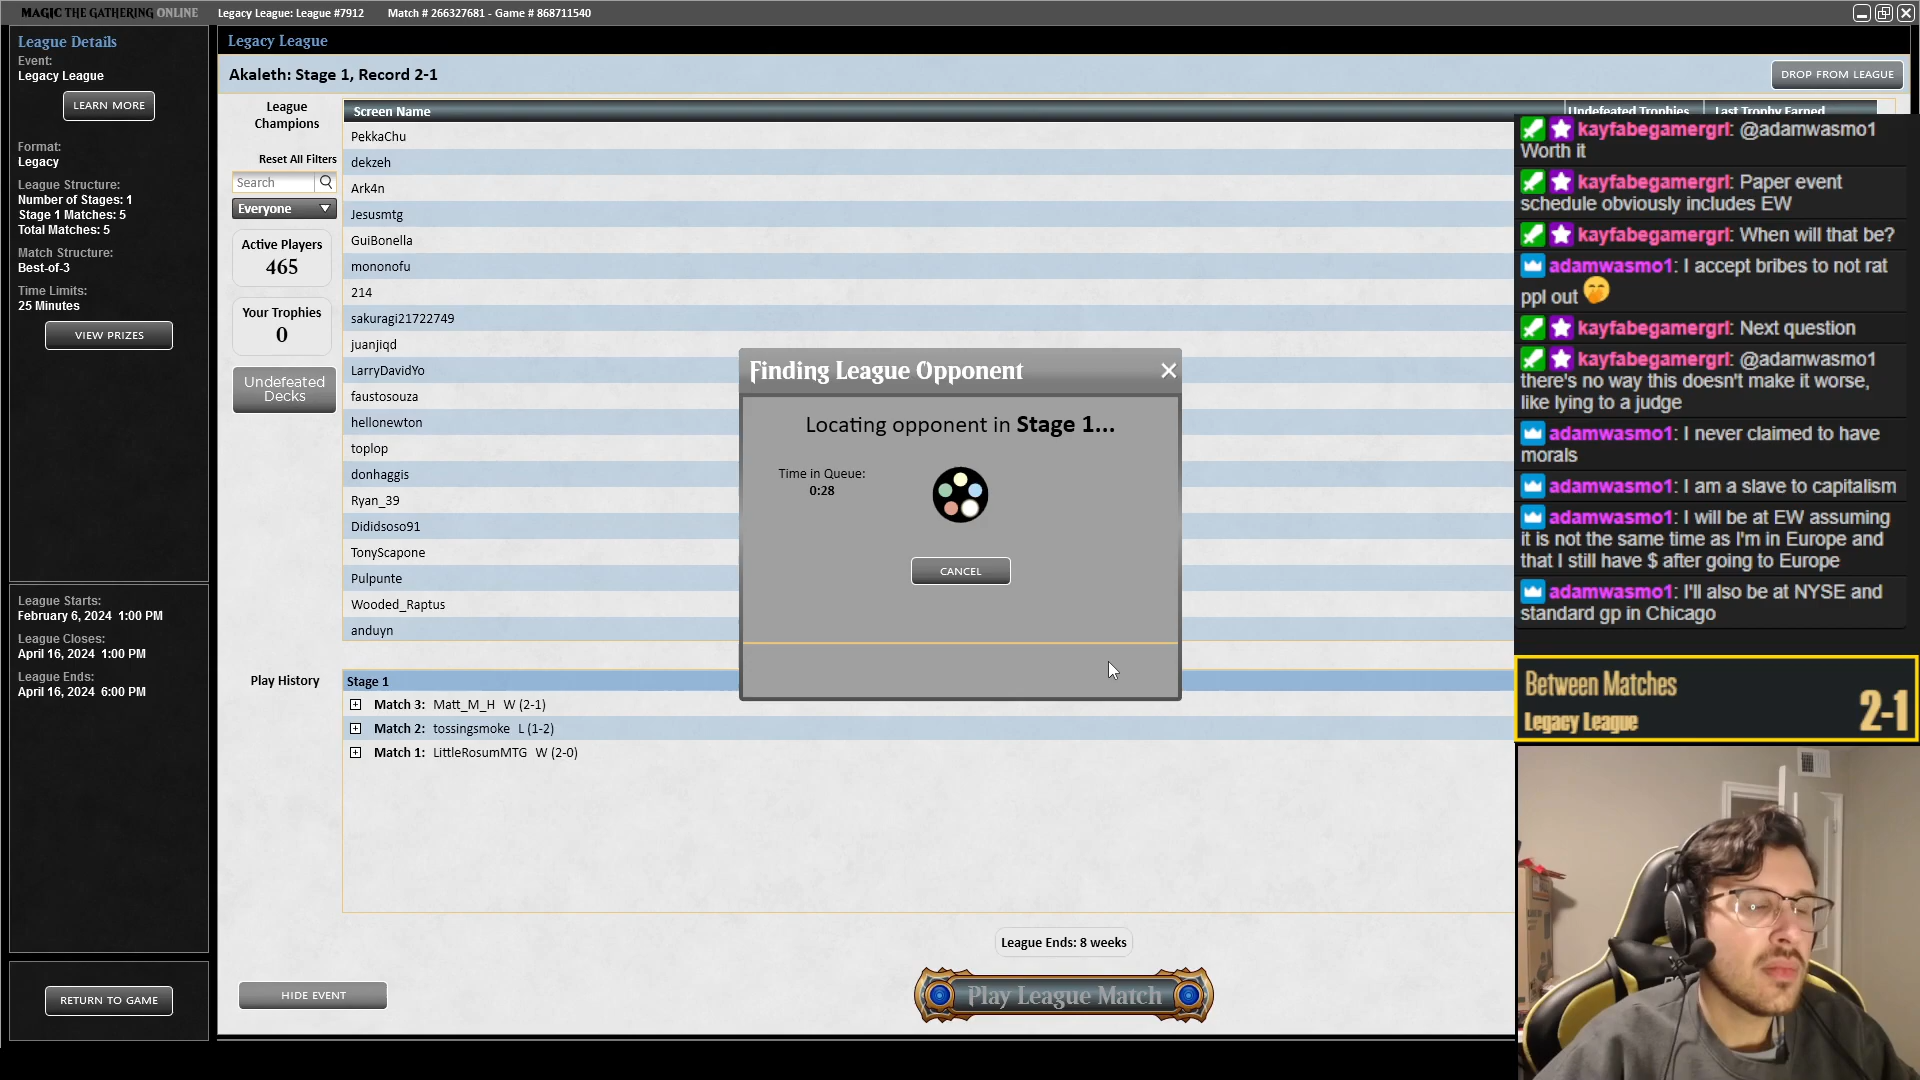 MAGIC THE GATHERING ONLINE
Legacy League: League #7912
Match # 266327681 - Game # 868711540
League Details
Event:
Legacy League
LEARN MORE
Format:
Legacy
League Structure:
Number of Stages: 1
Stage 1 Matches: 5
Total Matches: 5
Match Structure:
Best-of-3
Time Limits:
25 Minutes
VIEW PRIZES
League Starts:
February 6, 2024 1:00 PM
League Closes:
April 16, 2024 1:00 PM
League Ends:
April 16, 2024 6:00 PM
RETURN TO GAME
Legacy League
Akaleth: Stage 1, Record 2-1
DROP FROM LEAGUE
League
Champions
Reset All Filters
Search
Everyone
Active Players
465
Your Trophies
0
Undefeated
Decks
Screen Name
Undefeated Trophies
Last Trophy Earned
PekkaChu
dekzeh
Ark4n
Jesusmtg
GuiBonella
mononofu
214
sakuragi21722749
juanjiqd
LarryDavidYo
faustosouza
hellonewton
toplop
donhaggis
Ryan_39
Dididsoso91
TonyScapone
Pulpunte
Wooded_Raptus
anduyn
Finding League Opponent
Locating opponent in Stage 1...
Time in Queue:
0:28
CANCEL
Play History
Stage 1
Match 3: Matt_M_H W (2-1)
Match 2: tossingsmoke L (1-2)
Match 1: LittleRosumMTG W (2-0)
League Ends: 8 weeks
HIDE EVENT
Play League Match
kayfabegamergrl: @adamwasmo1
Worth it
kayfabegamergrl: Paper event
schedule obviously includes EW
kayfabegamergrl: When will that be?
adamwasmo1: I accept bribes to not rat
ppl out
kayfabegamergrl: Next question
kayfabegamergrl: @adamwasmo1
there's no way this doesn't make it worse,
like lying to a judge
adamwasmo1: I never claimed to have
morals
adamwasmo1: I am a slave to capitalism
adamwasmo1: I will be at EW assuming
it is not the same time as I'm in Europe and
that I still have $ after going to Europe
adamwasmo1: I'll also be at NYSE and
standard gp in Chicago
Between Matches
Legacy League
2-1